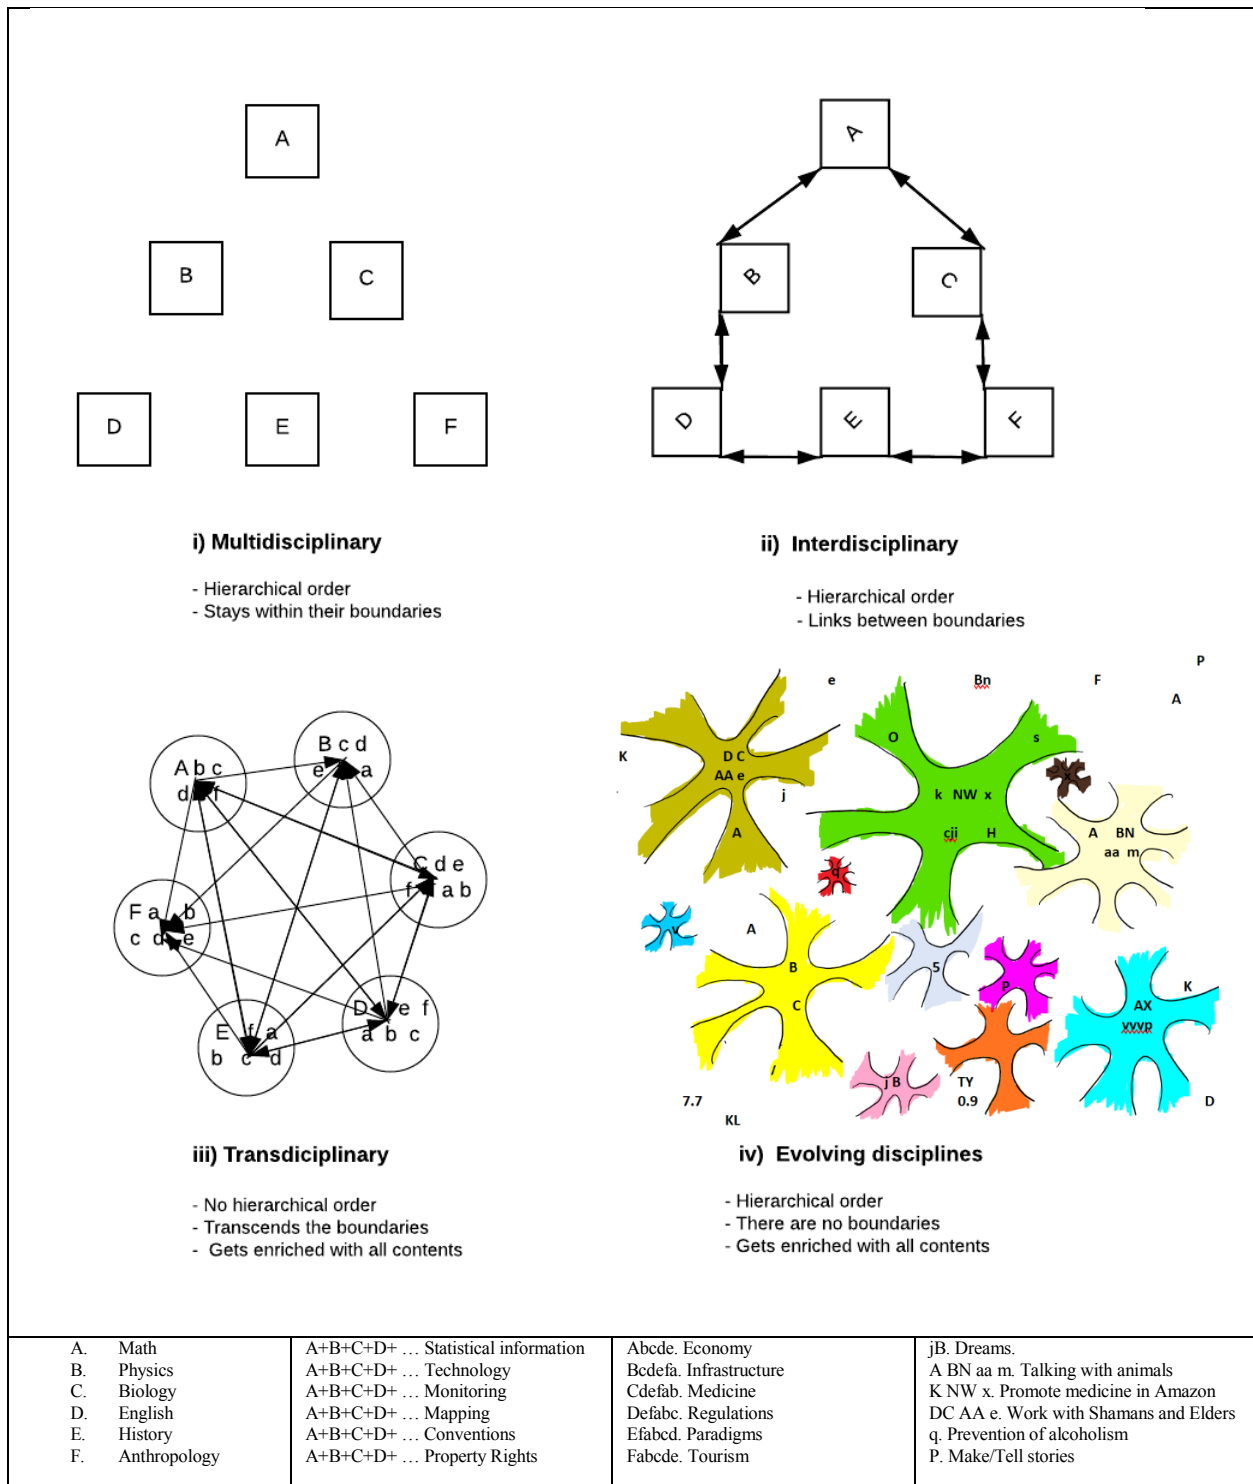 A
B
C
D
E
F
i) Multidisciplinary
- Hierarchical order
- Stays within their boundaries
A
B
C
D
E
F
ii) Interdisciplinary
- Hierarchical order
- Links between boundaries
A b c
d f
B c d
e a
C d e
f a b
F a b
c d e
E f a
b c d
D e f
a b c
iii) Transdiciplinary
- No hierarchical order
- Transcends the boundaries
- Gets enriched with all contents
P
e
Bn
F
A
K
D C
AA e
j
A
O
s
k NW x
cjj
H
x
A BN
aa m
q
v
A
B
C
/
5
P
K
AX
vvvp
j B
TY
0.9
D
7.7
KL
iv) Evolving disciplines
- Hierarchical order
- There are no boundaries
- Gets enriched with all contents
A. Math
B. Physics
C. Biology
D. English
E. History
F. Anthropology
A+B+C+D+ … Statistical information
A+B+C+D+ … Technology
A+B+C+D+ … Monitoring
A+B+C+D+ … Mapping
A+B+C+D+ … Conventions
A+B+C+D+ … Property Rights
Abcde. Economy
Bcdefa. Infrastructure
Cdefab. Medicine
Defabc. Regulations
Efabcd. Paradigms
Fabcde. Tourism
jB. Dreams.
A BN aa m. Talking with animals
K NW x. Promote medicine in Amazon
DC AA e. Work with Shamans and Elders
q. Prevention of alcoholism
P. Make/Tell stories